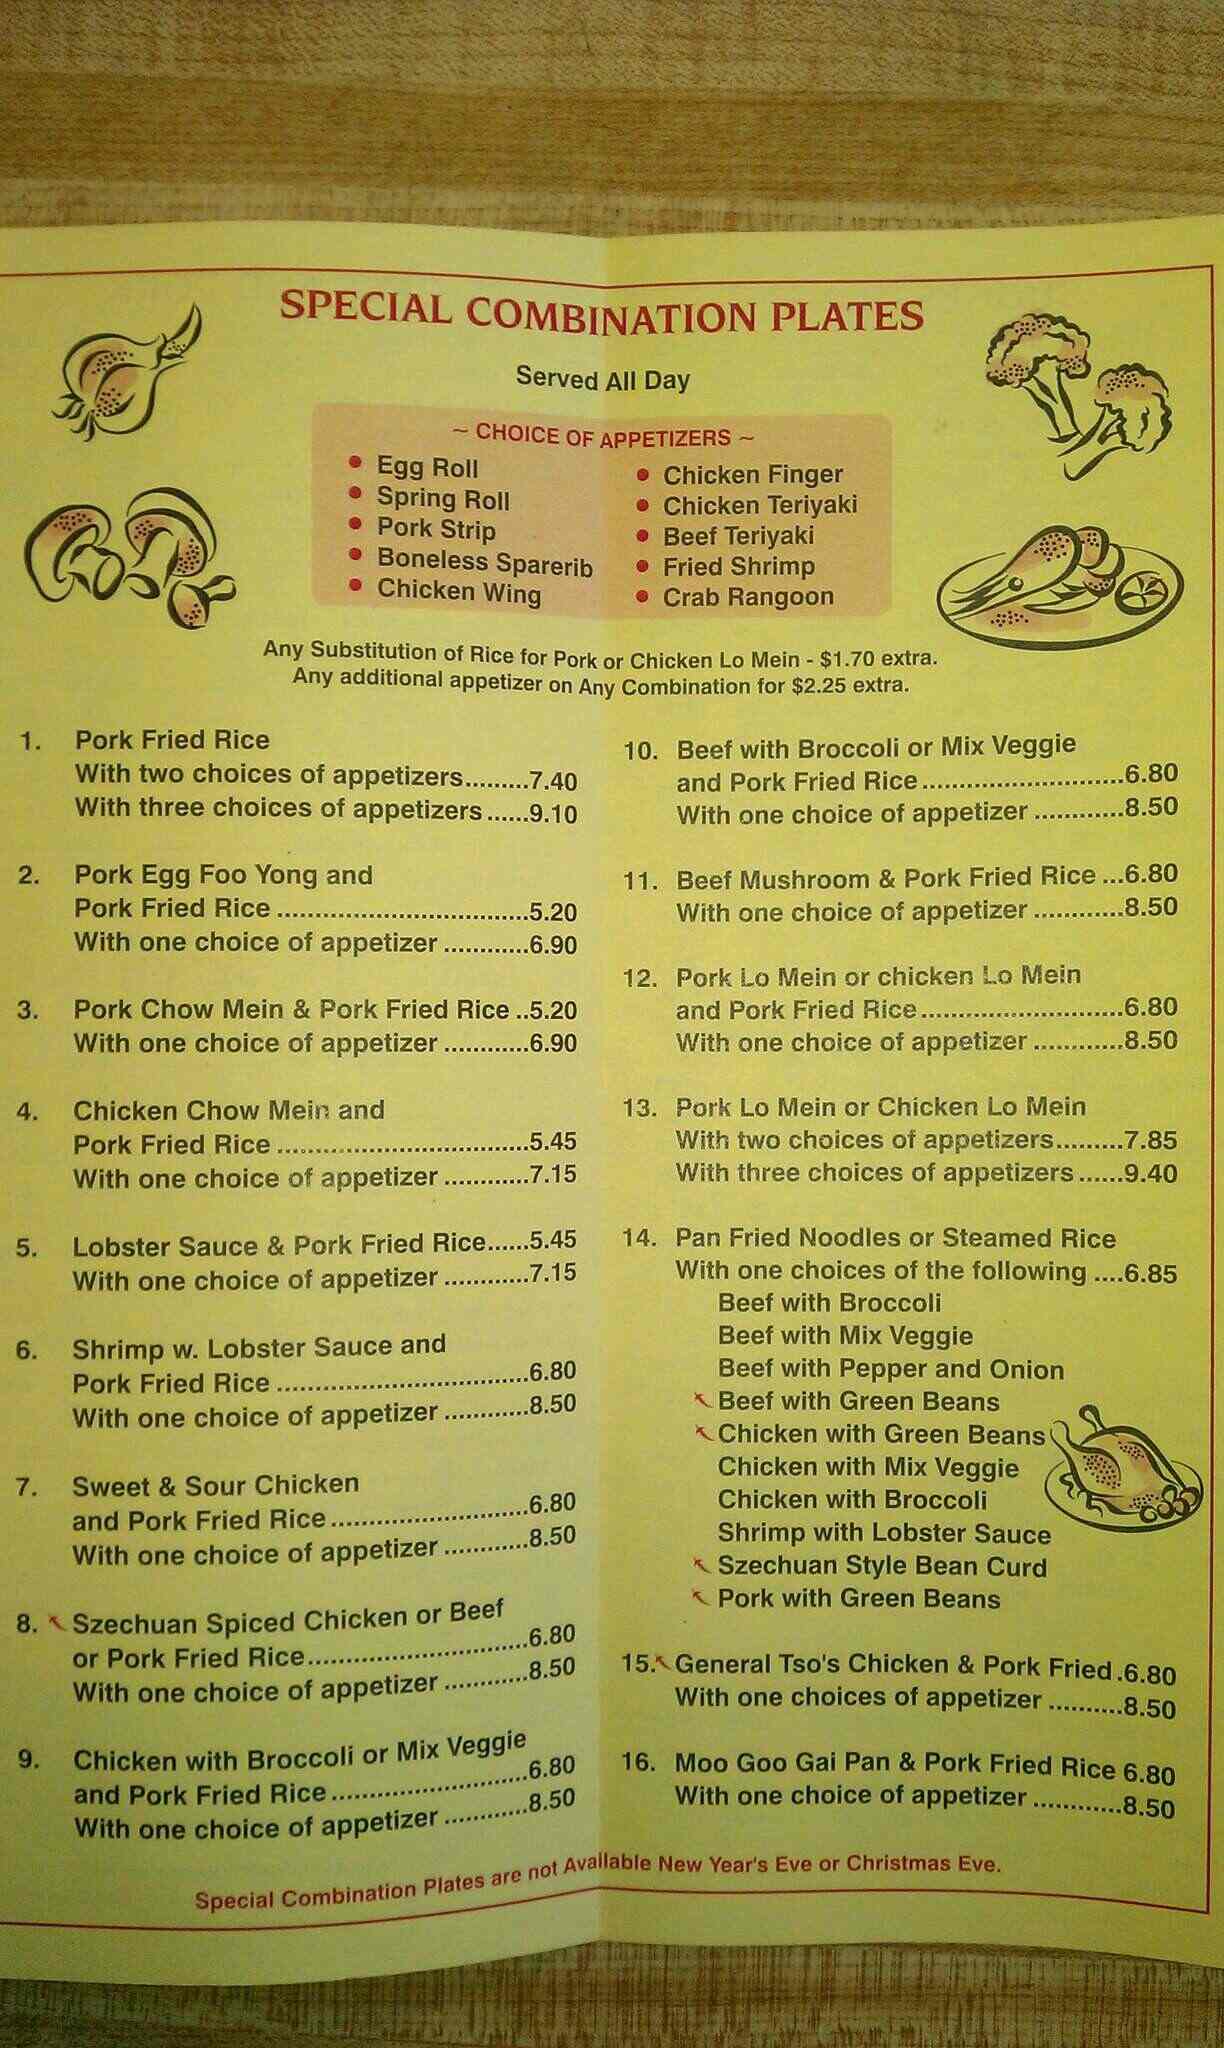 SPECIAL COMBINATION PLATES
Served All Day
~ CHOICE OF APPETIZERS ~
• Egg Roll
• Spring Roll
• Pork Strip
• Boneless Sparerib
• Chicken Wing
• Chicken Finger
• Chicken Teriyaki
• Beef Teriyaki
• Fried Shrimp
• Crab Rangoon
Any Substitution of Rice for Pork or Chicken Lo Mein - $1.70 extra.
Any additional appetizer on Any Combination for $2.25 extra.
1. Pork Fried Rice
With two choices of appetizers.........7.40
With three choices of appetizers ......9.10
2. Pork Egg Foo Yong and
Pork Fried Rice ..................................5.20
With one choice of appetizer ............6.90
3. Pork Chow Mein & Pork Fried Rice ..5.20
With one choice of appetizer ............6.90
4. Chicken Chow Mein and
Pork Fried Rice ..................................5.45
With one choice of appetizer ............7.15
5. Lobster Sauce & Pork Fried Rice......5.45
With one choice of appetizer ............7.15
6. Shrimp w. Lobster Sauce and
Pork Fried Rice ..................................6.80
With one choice of appetizer ............8.50
7. Sweet & Sour Chicken
and Pork Fried Rice ...........................6.80
With one choice of appetizer ............8.50
8. Szechuan Spiced Chicken or Beef
or Pork Fried Rice..............................6.80
With one choice of appetizer ............8.50
9. Chicken with Broccoli or Mix Veggie
and Pork Fried Rice ...........................6.80
With one choice of appetizer ............8.50
10. Beef with Broccoli or Mix Veggie
and Pork Fried Rice ...........................6.80
With one choice of appetizer ............8.50
11. Beef Mushroom & Pork Fried Rice ...6.80
With one choice of appetizer ............8.50
12. Pork Lo Mein or chicken Lo Mein
and Pork Fried Rice...........................6.80
With one choice of appetizer ............8.50
13. Pork Lo Mein or Chicken Lo Mein
With two choices of appetizers.........7.85
With three choices of appetizers ......9.40
14. Pan Fried Noodles or Steamed Rice
With one choices of the following ....6.85
Beef with Broccoli
Beef with Mix Veggie
Beef with Pepper and Onion
Beef with Green Beans
Chicken with Green Beans
Chicken with Mix Veggie
Chicken with Broccoli
Shrimp with Lobster Sauce
Szechuan Style Bean Curd
Pork with Green Beans
15. General Tso's Chicken & Pork Fried .6.80
With one choices of appetizer ..........8.50
16. Moo Goo Gai Pan & Pork Fried Rice 6.80
With one choice of appetizer ............8.50
Special Combination Plates are not Available New Year's Eve or Christmas Eve.